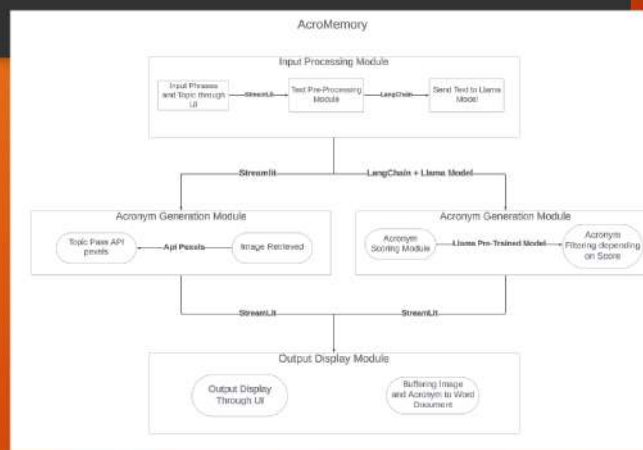 AcroMemory
Input Processing Module
Input Phrases
and Topic through
UI
StreamLit
Text Pre-Processing
Module
LangChain
Send Text to Llama
Model
Streamlit
LangChain + Llama Model
Acronym Generation Module
Topic Pass API
pexels
Api Pexels
Image Retrieved
Acronym Generation Module
Acronym
Scoring Module
Llama Pre-Trained Model
Acronym
Filtering depending
on Score
StreamLit
StreamLit
Output Display Module
Output Display
Through UI
Buffering Image
and Acronym to Word
Document